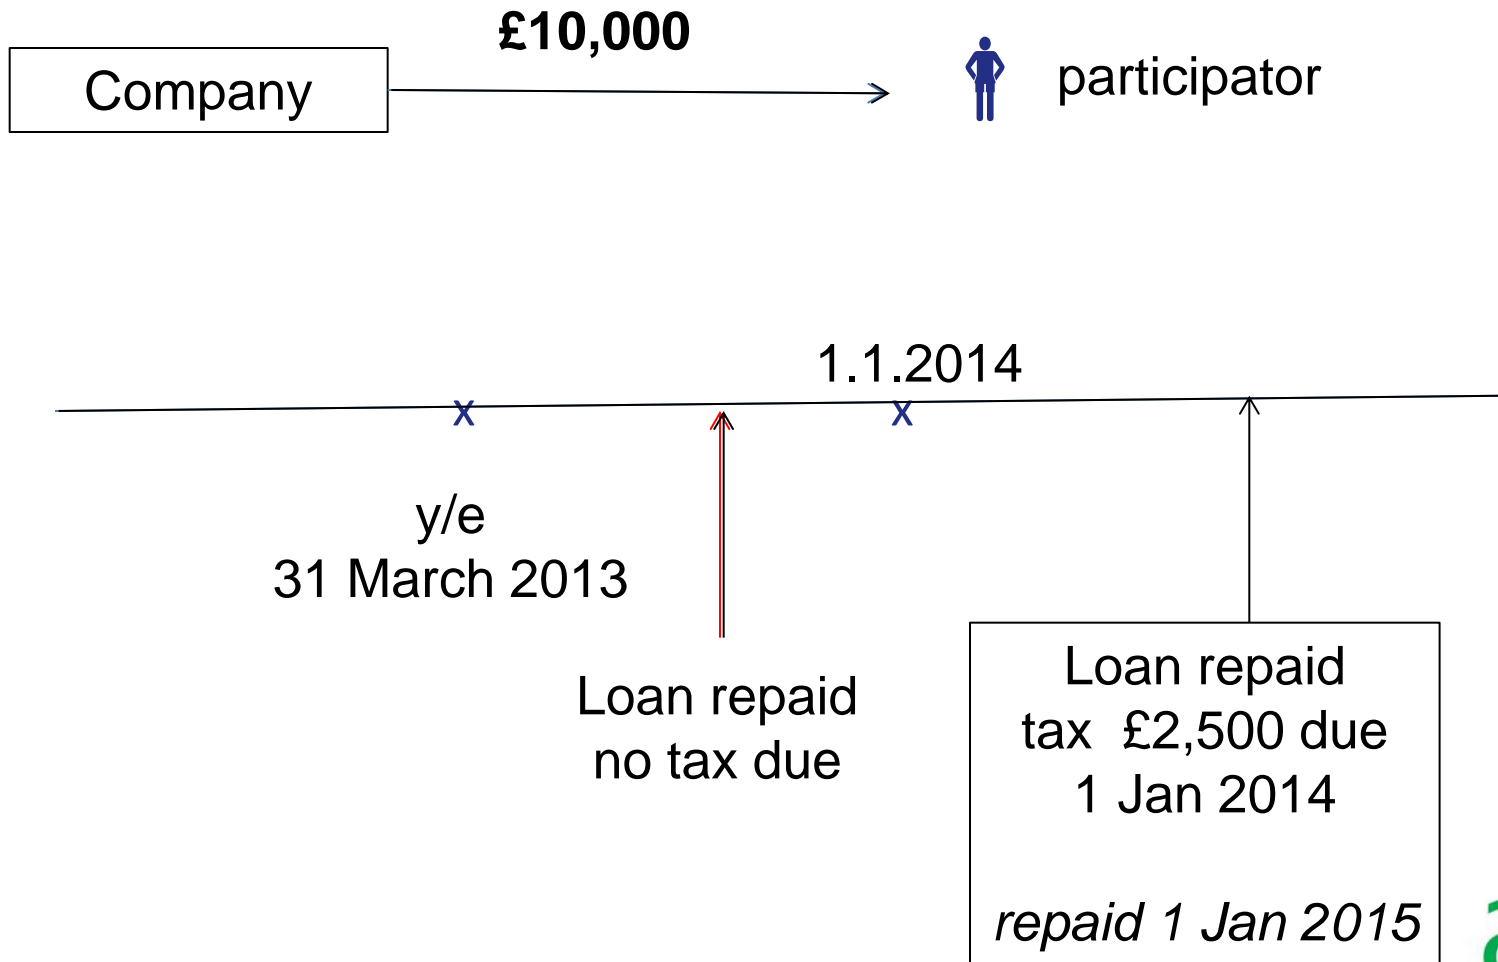 £10,000
Company
participator
1.1.2014
x
x
y/e
31 March 2013
Loan repaid
no tax due
Loan repaid
tax £2,500 due
1 Jan 2014
repaid 1 Jan 2015